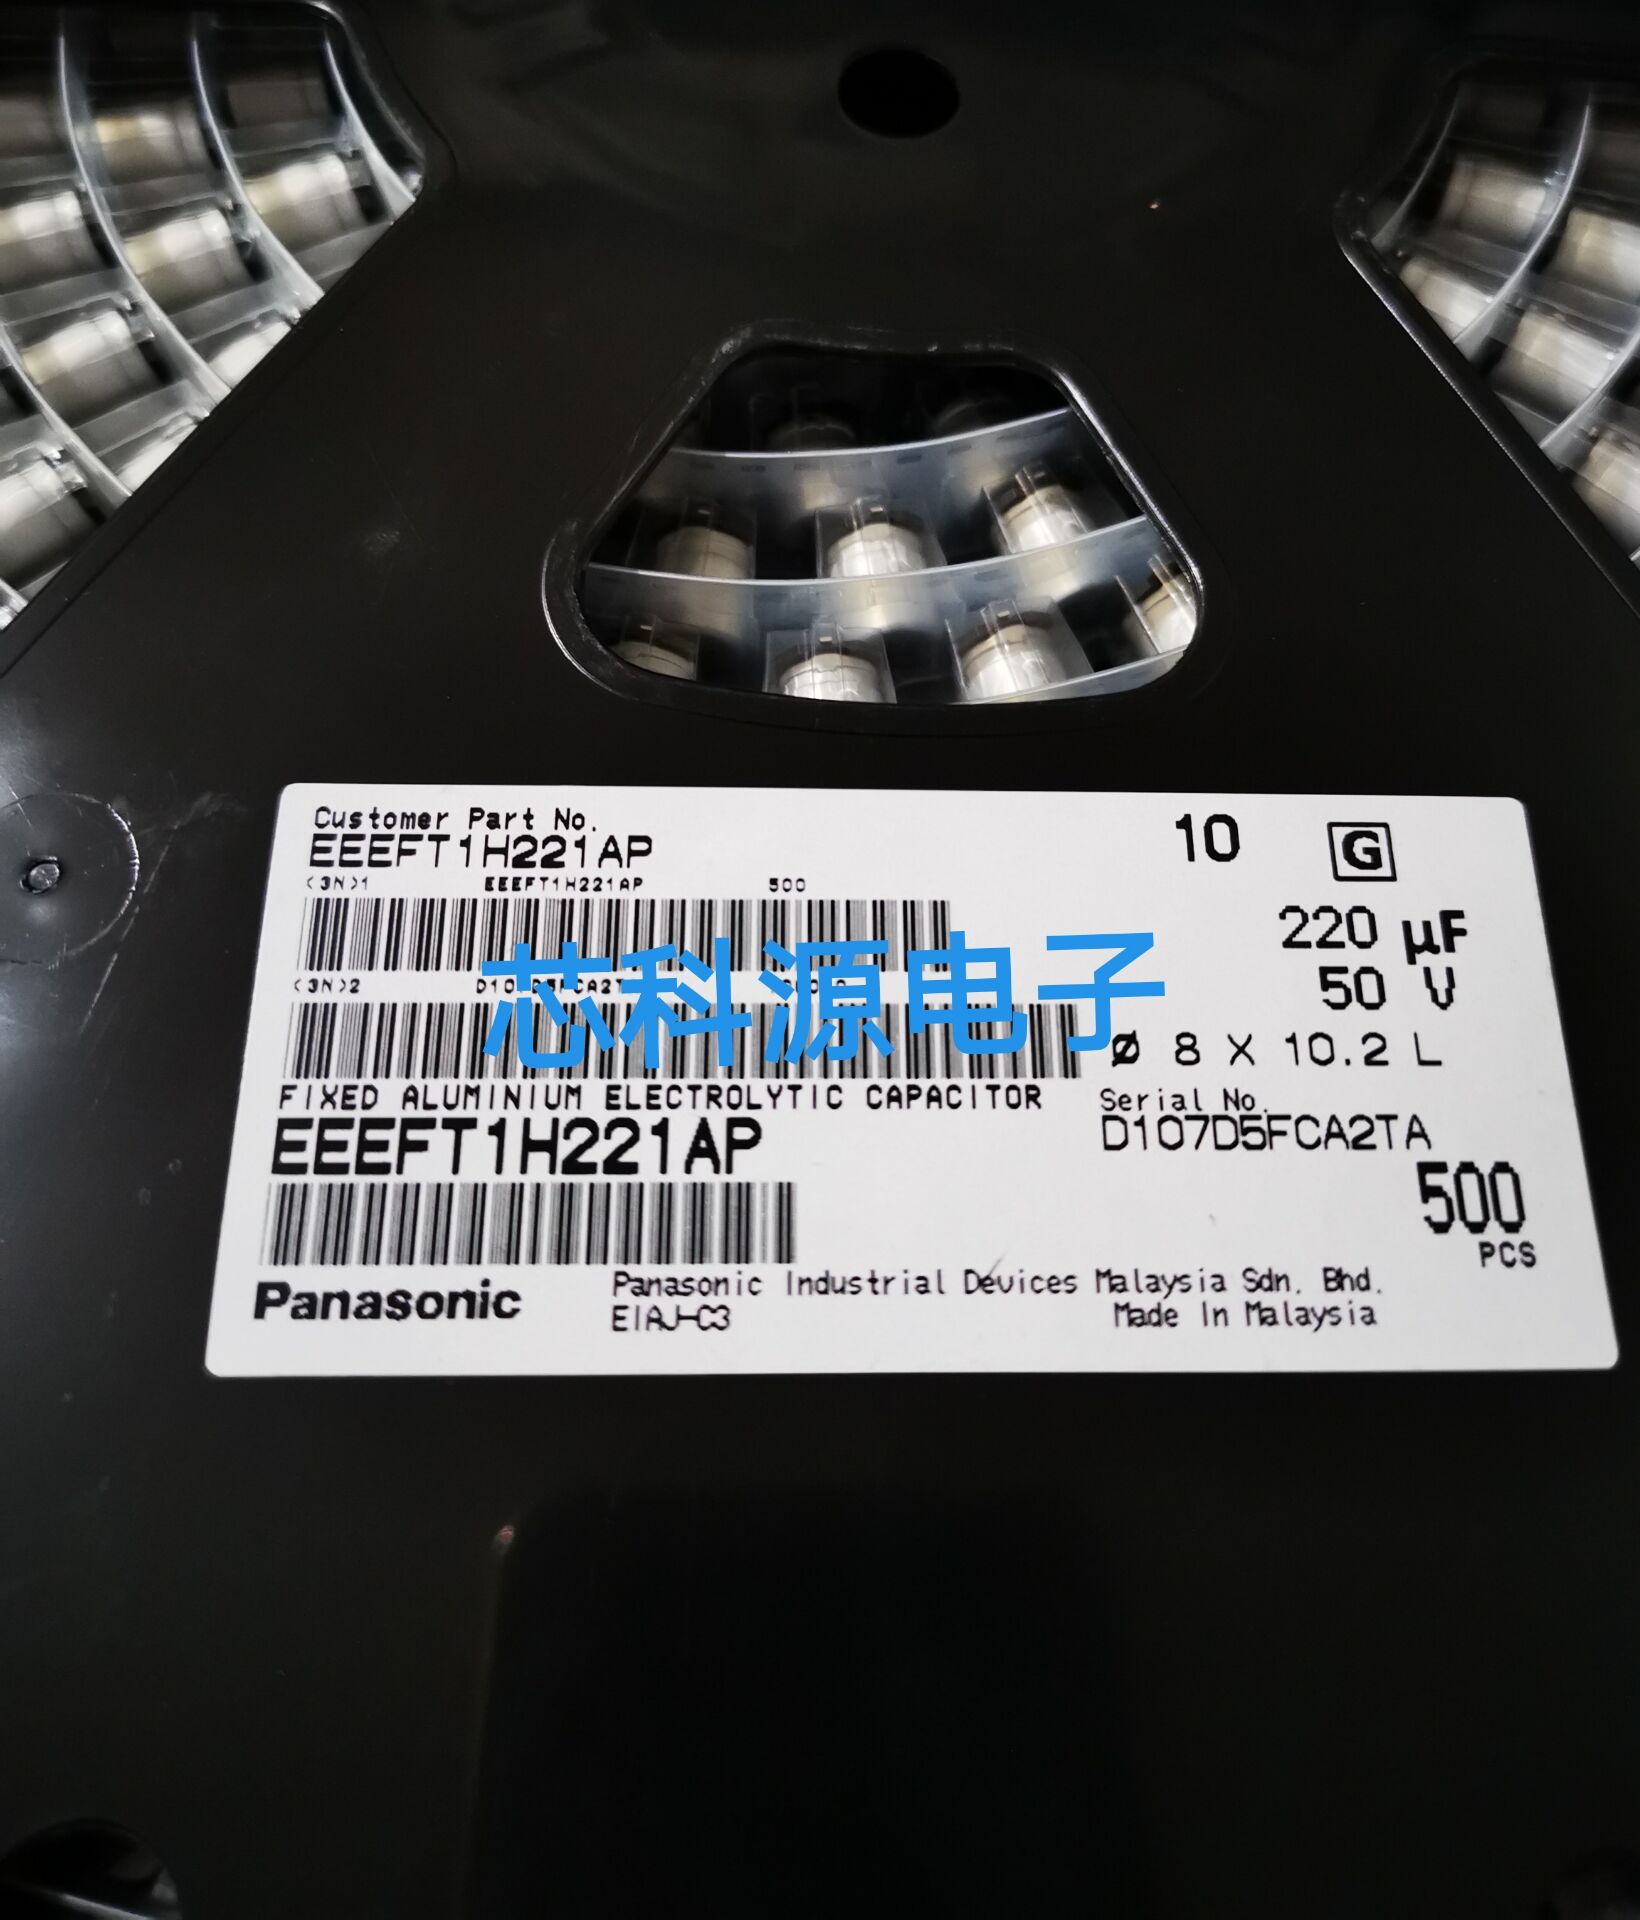 Customer Part No.
EEEFT1H221AP
10 G
<3N>1 EEEFT1H221AP 500
220 µF
50 V
<3N>2
芯科源电子
Ø 8 X 10.2 L
FIXED ALUMINIUM ELECTROLYTIC CAPACITOR
EEEFT1H221AP
Serial No.
D107D5FCA2TA
500
PCS
Panasonic
Panasonic Industrial Devices Malaysia Sdn. Bhd.
EIAJ-C3 Made In Malaysia